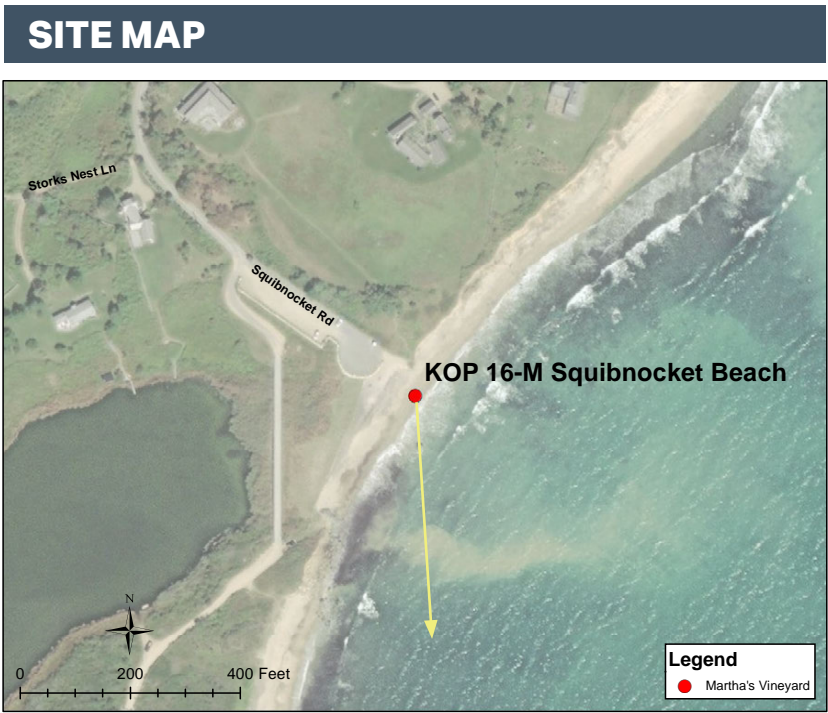 SITE MAP
Storks Nest Ln
Squibnocket Rd
KOP 16-M Squibnocket Beach
N
0 200 400 Feet
Legend
Martha's Vineyard